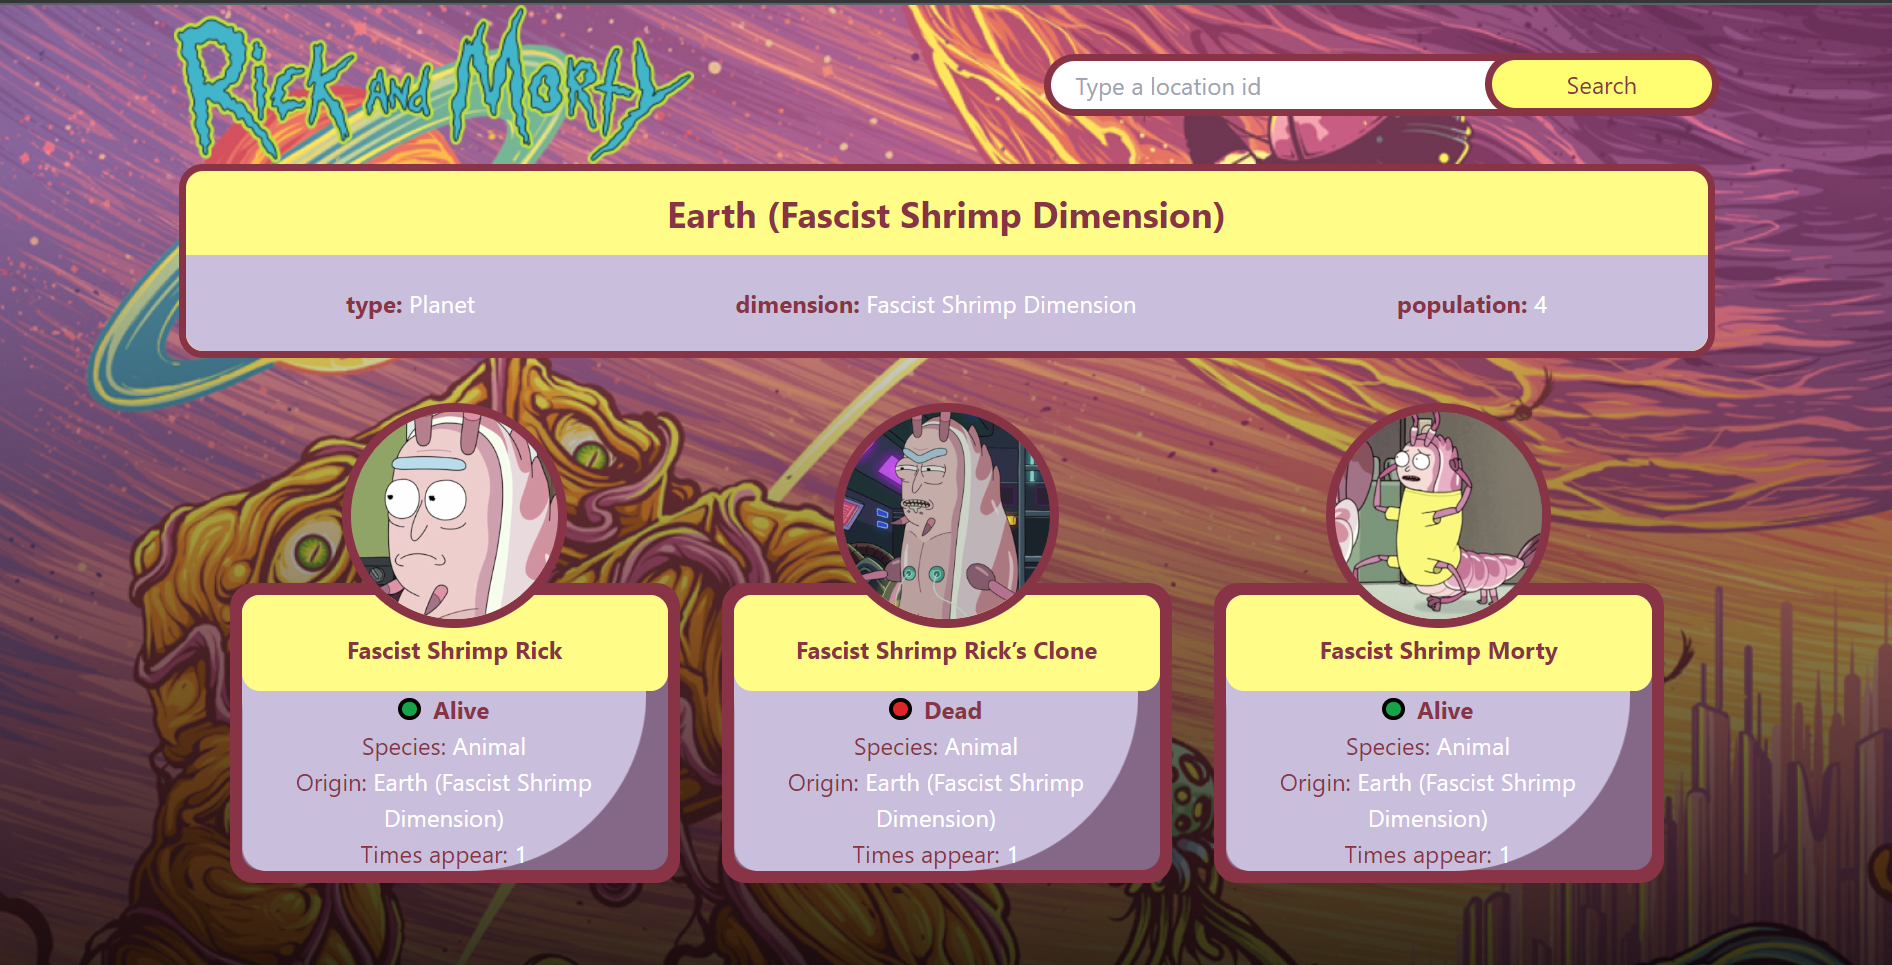 Rick and Morty
Type a location id
Search
Earth (Fascist Shrimp Dimension)
type: Planet
dimension: Fascist Shrimp Dimension
population: 4
Fascist Shrimp Rick
Alive
Species: Animal
Origin: Earth (Fascist Shrimp
Dimension)
Times appear: 1
Fascist Shrimp Rick’s Clone
Dead
Species: Animal
Origin: Earth (Fascist Shrimp
Dimension)
Times appear: 1
Fascist Shrimp Morty
Alive
Species: Animal
Origin: Earth (Fascist Shrimp
Dimension)
Times appear: 1